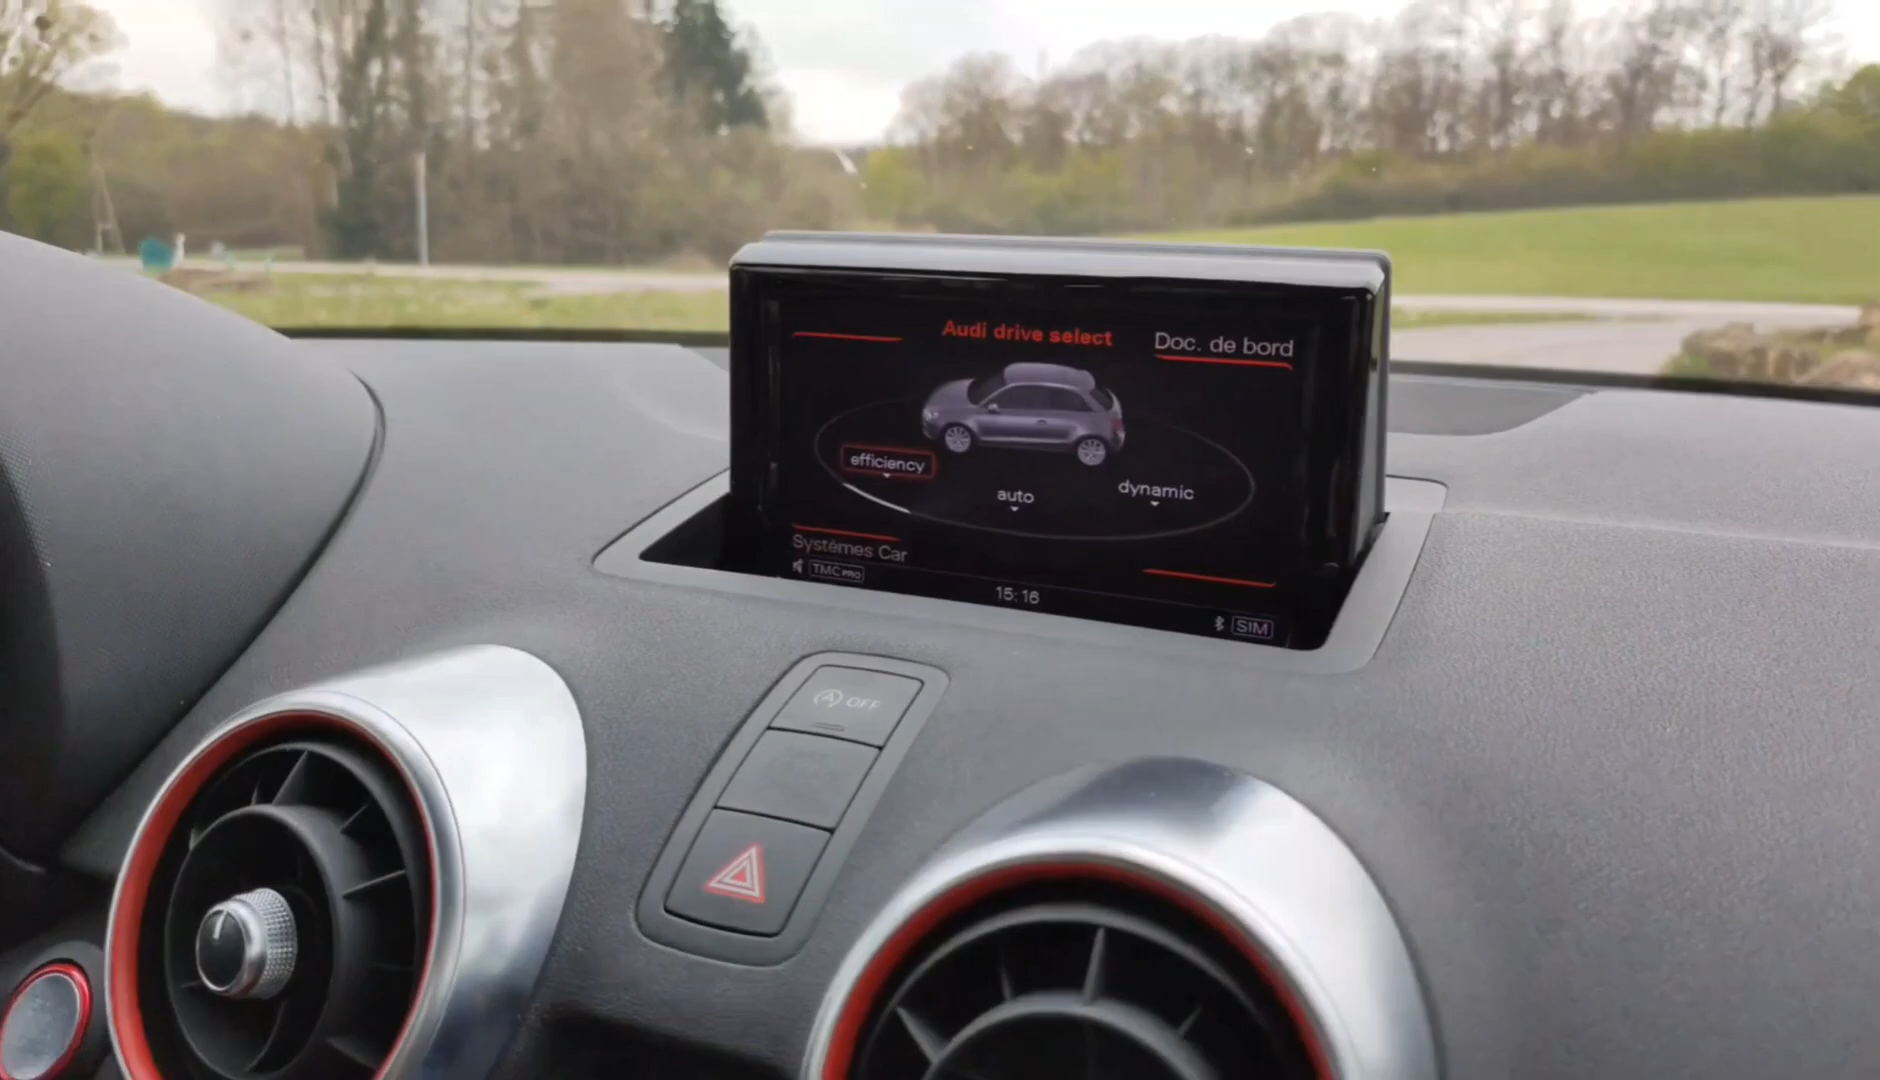 Audi drive select
Doc. de bord
efficiency
auto
dynamic
Systèmes Car
TMC PRO
15:16
SIM
A OFF